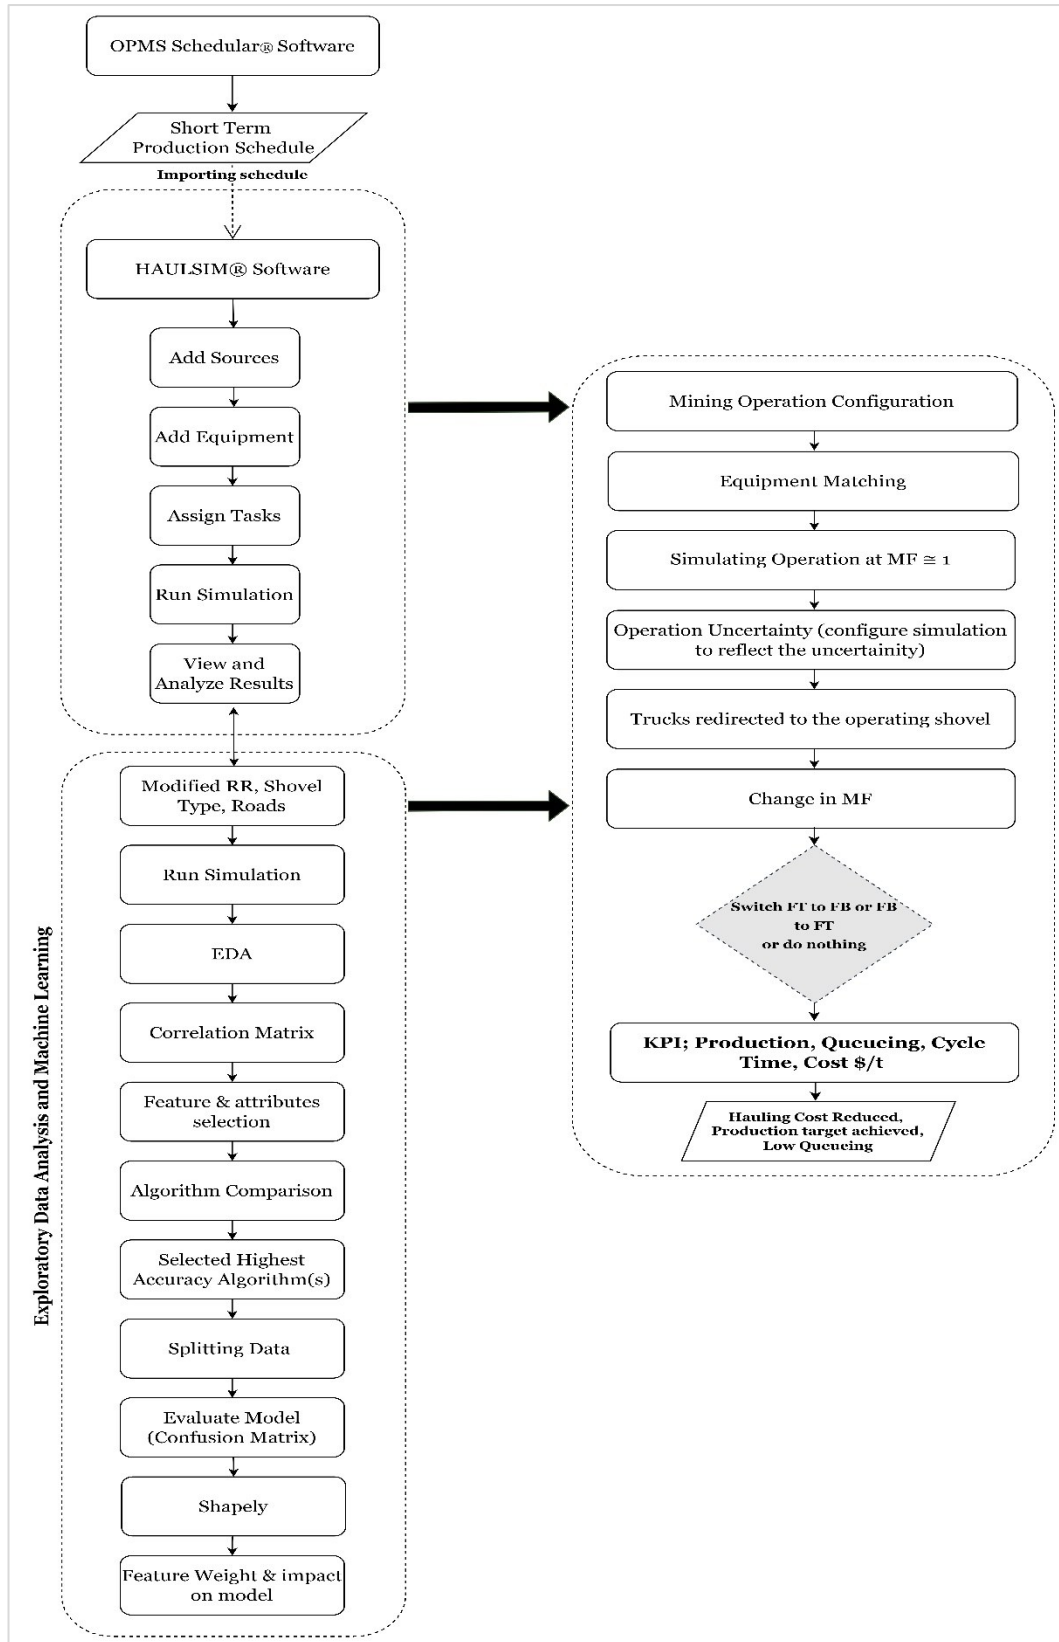 OPMS Schedular® Software
Short Term
Production Schedule
Importing schedule
HAULSIM® Software
Add Sources
Add Equipment
Assign Tasks
Run Simulation
View and
Analyze Results
Exploratory Data Analysis and Machine Learning
Modified RR, Shovel
Type, Roads
Run Simulation
EDA
Correlation Matrix
Feature & attributes
selection
Algorithm Comparison
Selected Highest
Accuracy Algorithm(s)
Splitting Data
Evaluate Model
(Confusion Matrix)
Shapely
Feature Weight & impact
on model
Mining Operation Configuration
Equipment Matching
Simulating Operation at MF ≅ 1
Operation Uncertainty (configure simulation
to reflect the uncertainity)
Trucks redirected to the operating shovel
Change in MF
Switch FT to FB or FB
to FT
or do nothing
KPI; Production, Queueing, Cycle
Time, Cost $/t
Hauling Cost Reduced,
Production target achieved,
Low Queueing